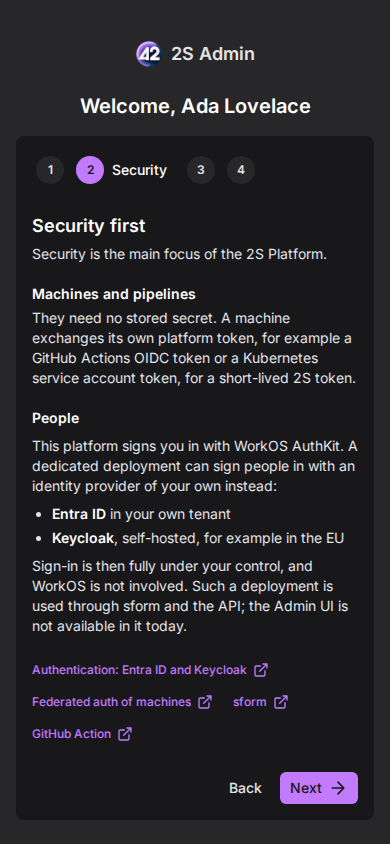 42 2S Admin
Welcome, Ada Lovelace
1 2 Security 3 4
Security first
Security is the main focus of the 2S Platform.
Machines and pipelines
They need no stored secret. A machine
exchanges its own platform token, for example a
GitHub Actions OIDC token or a Kubernetes
service account token, for a short-lived 2S token.
People
This platform signs you in with WorkOS AuthKit. A
dedicated deployment can sign people in with an
identity provider of your own instead:
• Entra ID in your own tenant
• Keycloak, self-hosted, for example in the EU
Sign-in is then fully under your control, and
WorkOS is not involved. Such a deployment is
used through sform and the API; the Admin UI is
not available in it today.
Authentication: Entra ID and Keycloak
Federated auth of machines sform
GitHub Action
Back Next